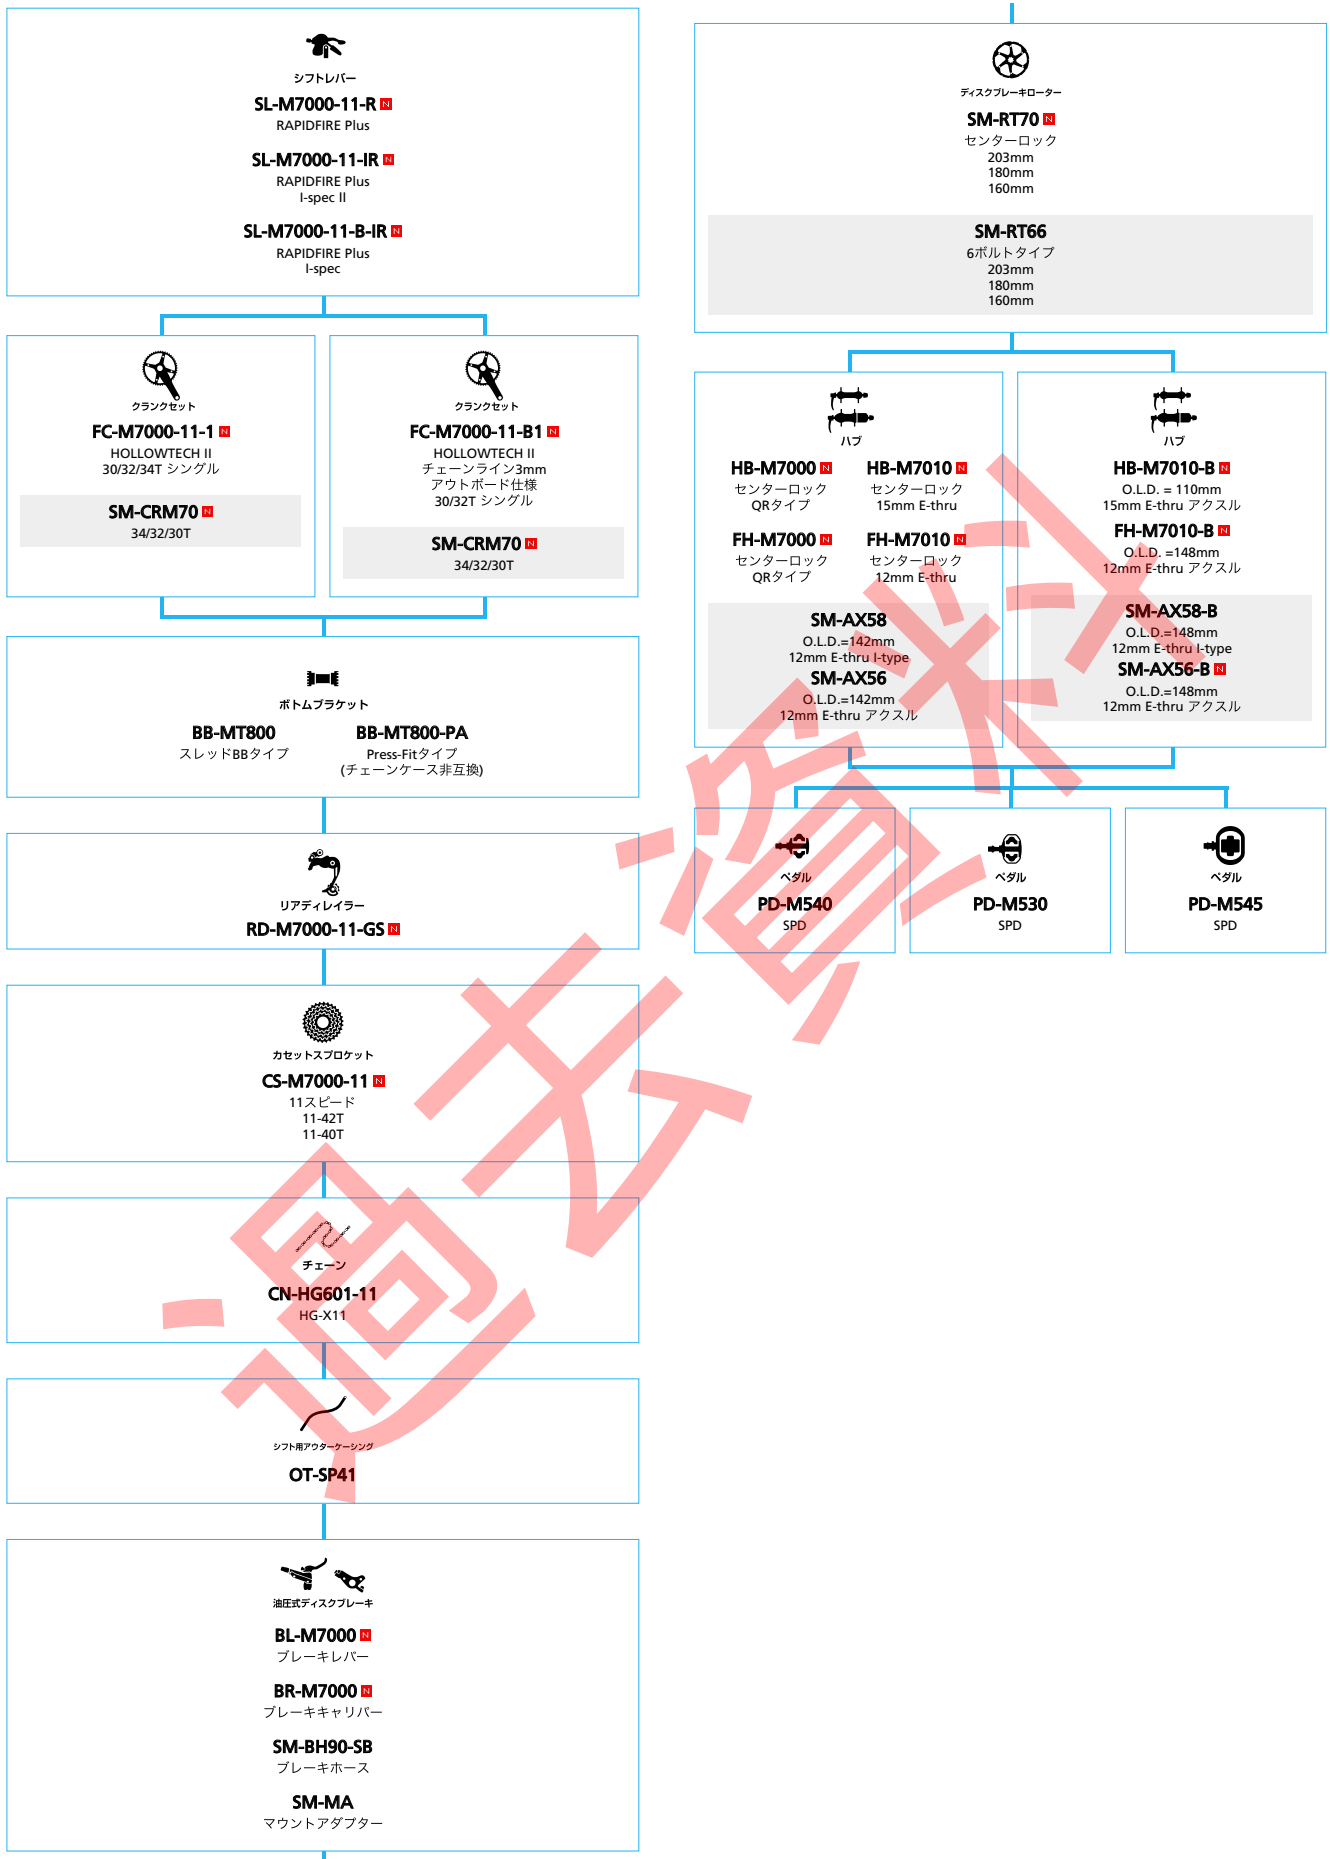 シフトレバー
SL-M7000-11-R N
RAPIDFIRE Plus
SL-M7000-11-IR N
RAPIDFIRE Plus
I-spec II
SL-M7000-11-B-IR N
RAPIDFIRE Plus
I-spec
クランクセット
FC-M7000-11-1 N
HOLLOWTECH II
30/32/34T シングル
SM-CRM70 N
34/32/30T
クランクセット
FC-M7000-11-B1 N
HOLLOWTECH II
チェーンライン3mm
アウトボード仕様
30/32T シングル
SM-CRM70 N
34/32/30T
ボトムブラケット
BB-MT800
スレッドBBタイプ
BB-MT800-PA
Press-Fitタイプ
(チェーンケース非互換)
リアディレイラー
RD-M7000-11-GS N
カセットスプロケット
CS-M7000-11 N
11スピード
11-42T
11-40T
チェーン
CN-HG601-11
HG-X11
シフト用アウターケーシング
OT-SP41
油圧式ディスクブレーキ
BL-M7000 N
ブレーキレバー
BR-M7000 N
ブレーキキャリパー
SM-BH90-SB
ブレーキホース
SM-MA
マウントアダプター
ディスクブレーキローター
SM-RT70 N
センターロック
203mm
180mm
160mm
SM-RT66
6ボルトタイプ
203mm
180mm
160mm
ハブ
HB-M7000 N
センターロック
QRタイプ
HB-M7010 N
センターロック
15mm E-thru
FH-M7000 N
センターロック
QRタイプ
FH-M7010 N
センターロック
12mm E-thru
SM-AX58
O.L.D.=142mm
12mm E-thru I-type
SM-AX56
O.L.D.=142mm
12mm E-thru アクスル
ハブ
HB-M7010-B N
O.L.D. = 110mm
15mm E-thru アクスル
FH-M7010-B N
O.L.D. =148mm
12mm E-thru アクスル
SM-AX58-B
O.L.D.=148mm
12mm E-thru I-type
SM-AX56-B N
O.L.D.=148mm
12mm E-thru アクスル
ペダル
PD-M540
SPD
ペダル
PD-M530
SPD
ペダル
PD-M545
SPD
過去資料